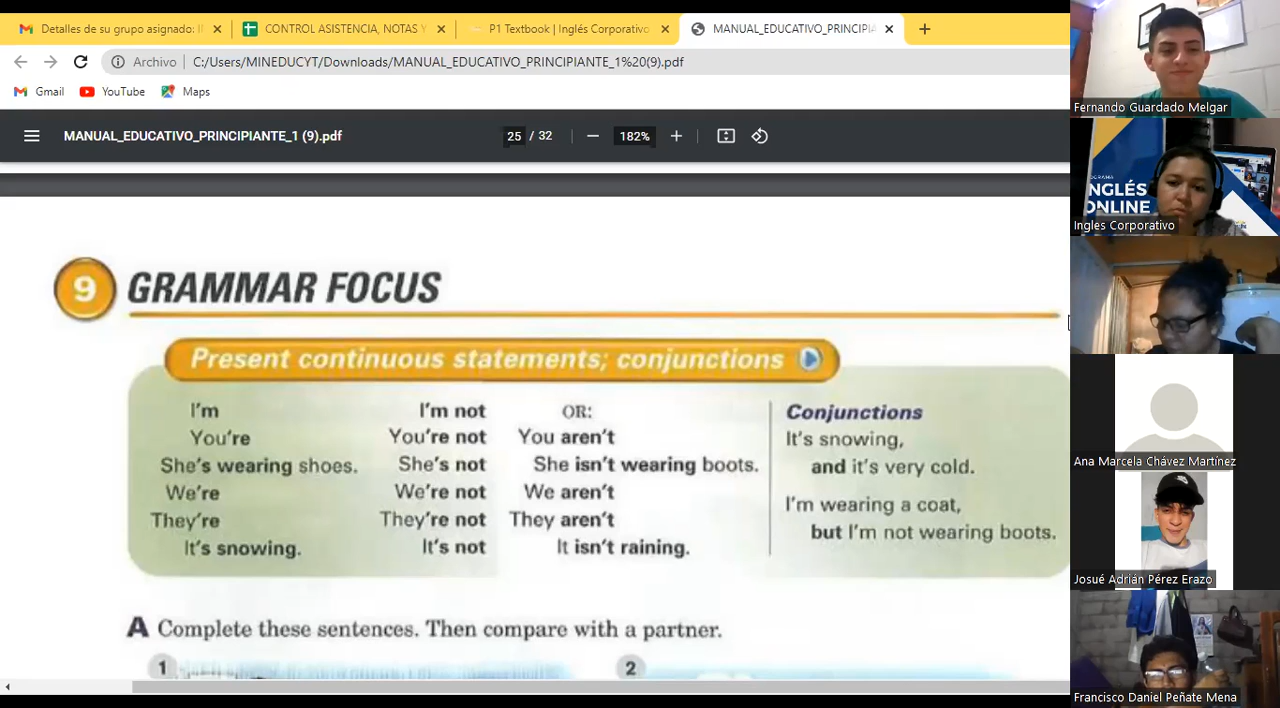 Detalles de su grupo asignado: I
CONTROL ASISTENCIA, NOTAS Y
P1 Textbook | Inglés Corporativo
MANUAL_EDUCATIVO_PRINCIPIA
Archivo | C:/Users/MINEDUCYT/Downloads/MANUAL_EDUCATIVO_PRINCIPIANTE_1%20(9).pdf
Gmail YouTube Maps
MANUAL_EDUCATIVO_PRINCIPIANTE_1 (9).pdf 25 / 32 182%
9 GRAMMAR FOCUS
Present continuous statements; conjunctions
I'm I'm not OR: Conjunctions
You're You're not You aren't It's snowing,
She's wearing shoes. She's not She isn't wearing boots. and it's very cold.
We're We're not We aren't I'm wearing a coat,
They're They're not They aren't but I'm not wearing boots.
It's snowing. It's not It isn't raining.
A Complete these sentences. Then compare with a partner.
1 2
Fernando Guardado Melgar
INGLÉS
ONLINE
Ingles Corporativo
Ana Marcela Chávez Martínez
Josué Adrián Pérez Erazo
Francisco Daniel Peñate Mena